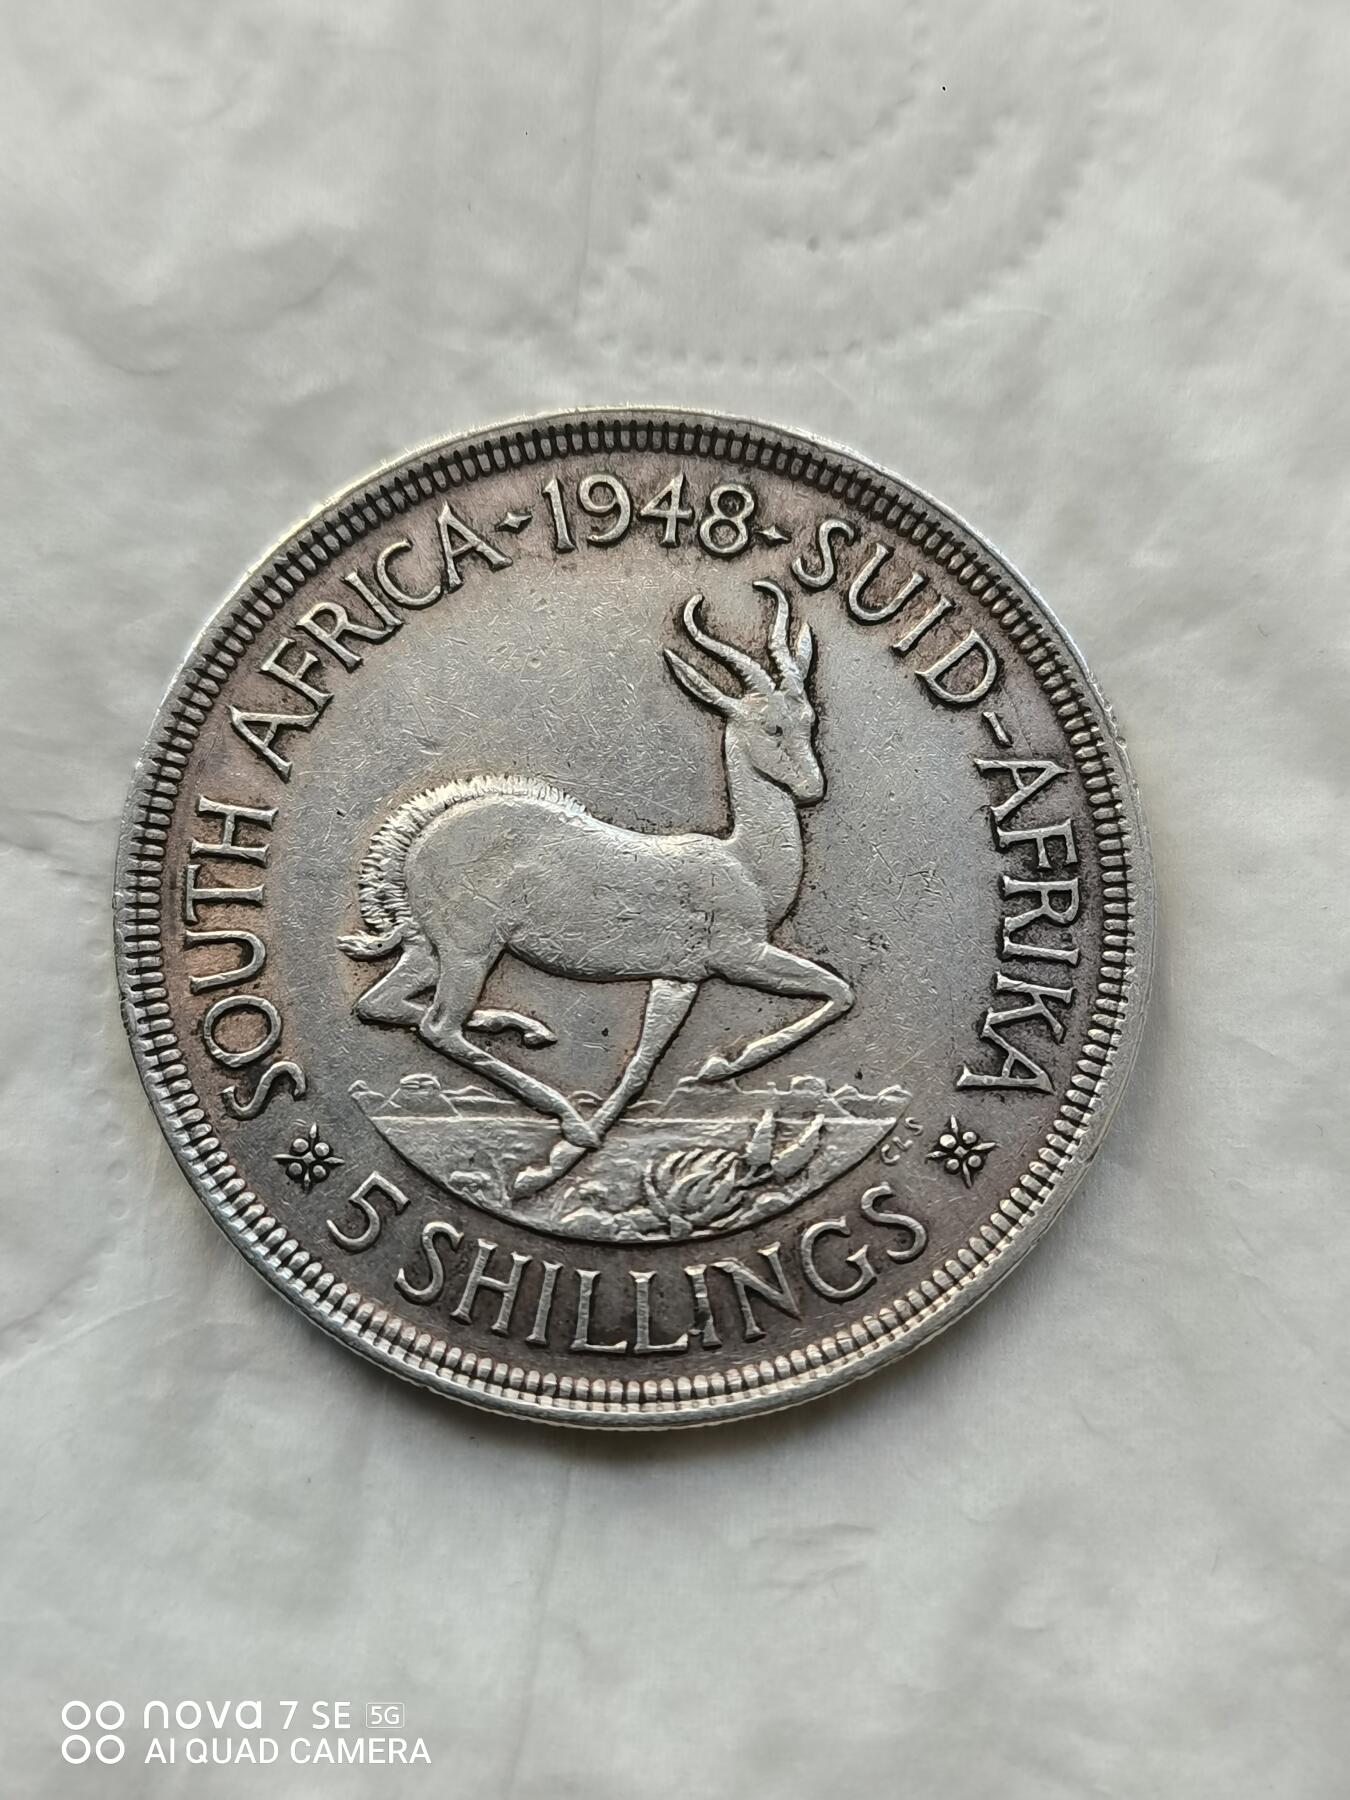 SOUTH AFRICA · 1948 · SUID-AFRIKA
CLS
5 SHILLINGS
nova 7 SE 5G
AI QUAD CAMERA